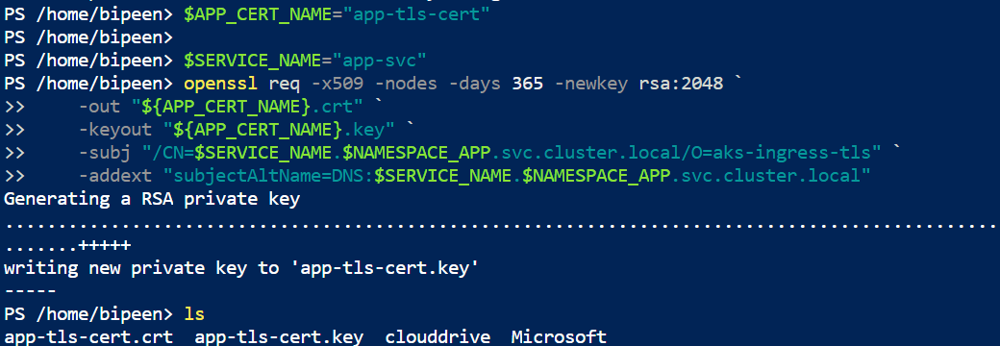 PS /home/bipeen> $APP_CERT_NAME="app-tls-cert"
PS /home/bipeen>
PS /home/bipeen> $SERVICE_NAME="app-svc"
PS /home/bipeen> openssl req -x509 -nodes -days 365 -newkey rsa:2048 `
>>     -out "${APP_CERT_NAME}.crt" `
>>     -keyout "${APP_CERT_NAME}.key" `
>>     -subj "/CN=$SERVICE_NAME.$NAMESPACE_APP.svc.cluster.local/O=aks-ingress-tls" `
>>     -addext "subjectAltName=DNS:$SERVICE_NAME.$NAMESPACE_APP.svc.cluster.local"
Generating a RSA private key
.....................................................................................
.......+++++
writing new private key to 'app-tls-cert.key'
-----
PS /home/bipeen> ls
app-tls-cert.crt  app-tls-cert.key  clouddrive  Microsoft